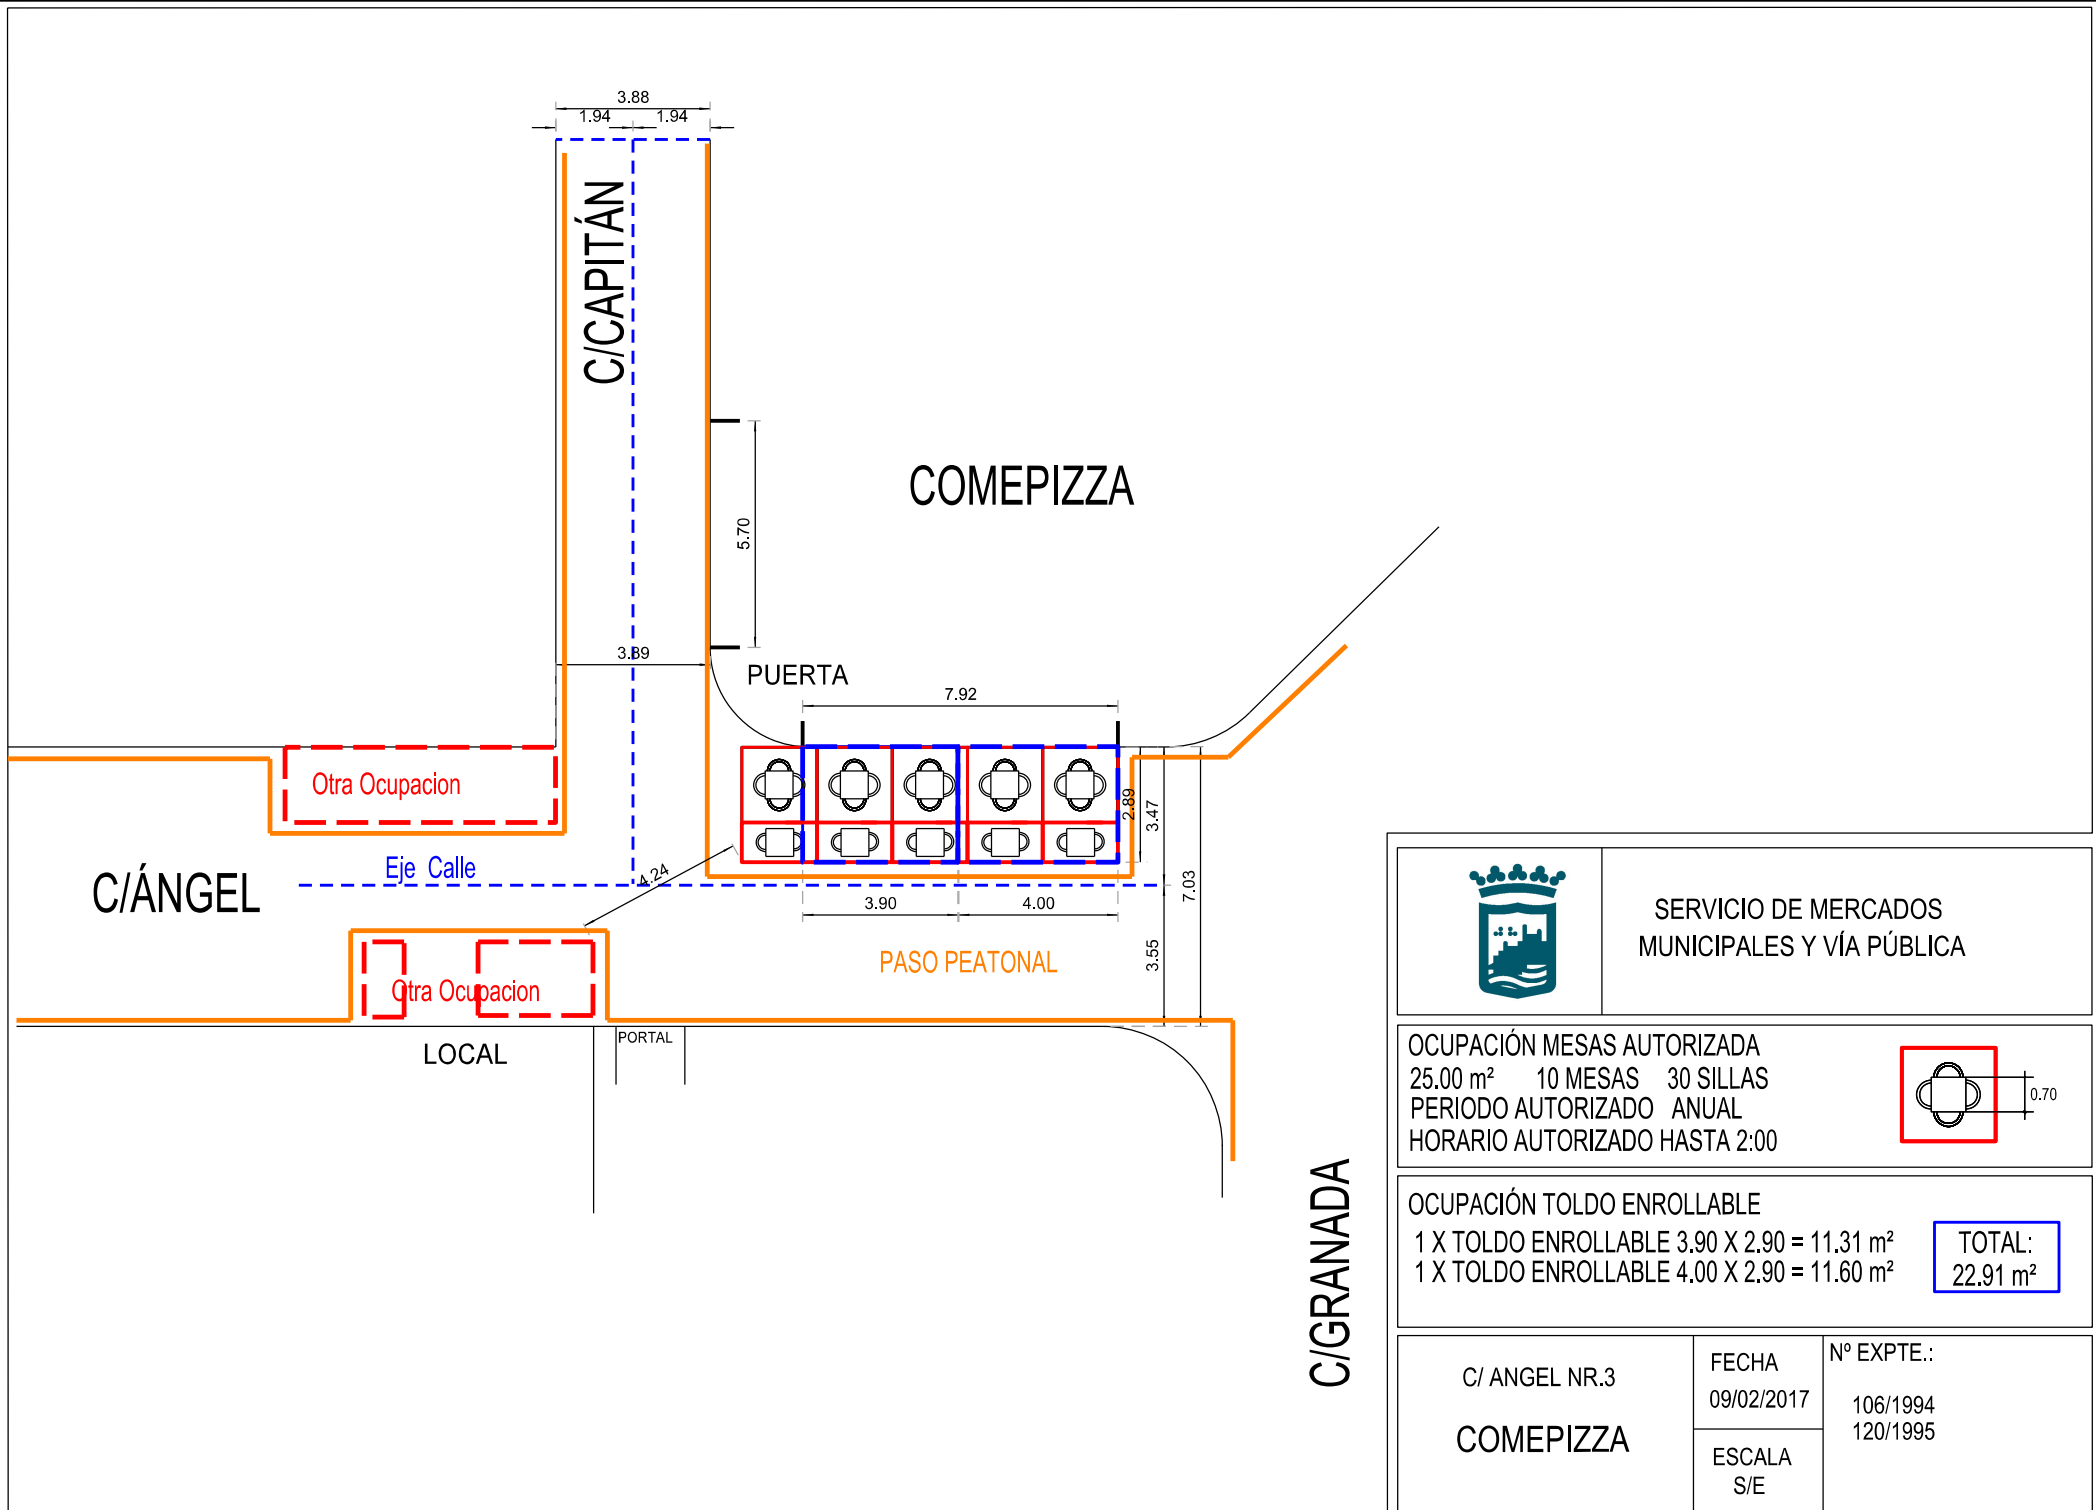 3.88
1.94
1.94
C/CAPITÁN
COMEPIZZA
5.70
3.89
PUERTA
7.92
Otra Ocupacion
2.89
3.47
Eje Calle
C/ÁNGEL
4.24
7.03
3.90
4.00
PASO PEATONAL
3.55
Otra Ocupacion
LOCAL
PORTAL
C/GRANADA
SERVICIO DE MERCADOS
MUNICIPALES Y VÍA PÚBLICA
OCUPACIÓN MESAS AUTORIZADA
25.00 m² 10 MESAS 30 SILLAS
PERIODO AUTORIZADO ANUAL
HORARIO AUTORIZADO HASTA 2:00
0.70
OCUPACIÓN TOLDO ENROLLABLE
1 X TOLDO ENROLLABLE 3.90 X 2.90 = 11.31 m²
1 X TOLDO ENROLLABLE 4.00 X 2.90 = 11.60 m²
TOTAL:
22.91 m²
C/ ANGEL NR.3
COMEPIZZA
FECHA
09/02/2017
ESCALA
S/E
Nº EXPTE.:
106/1994
120/1995